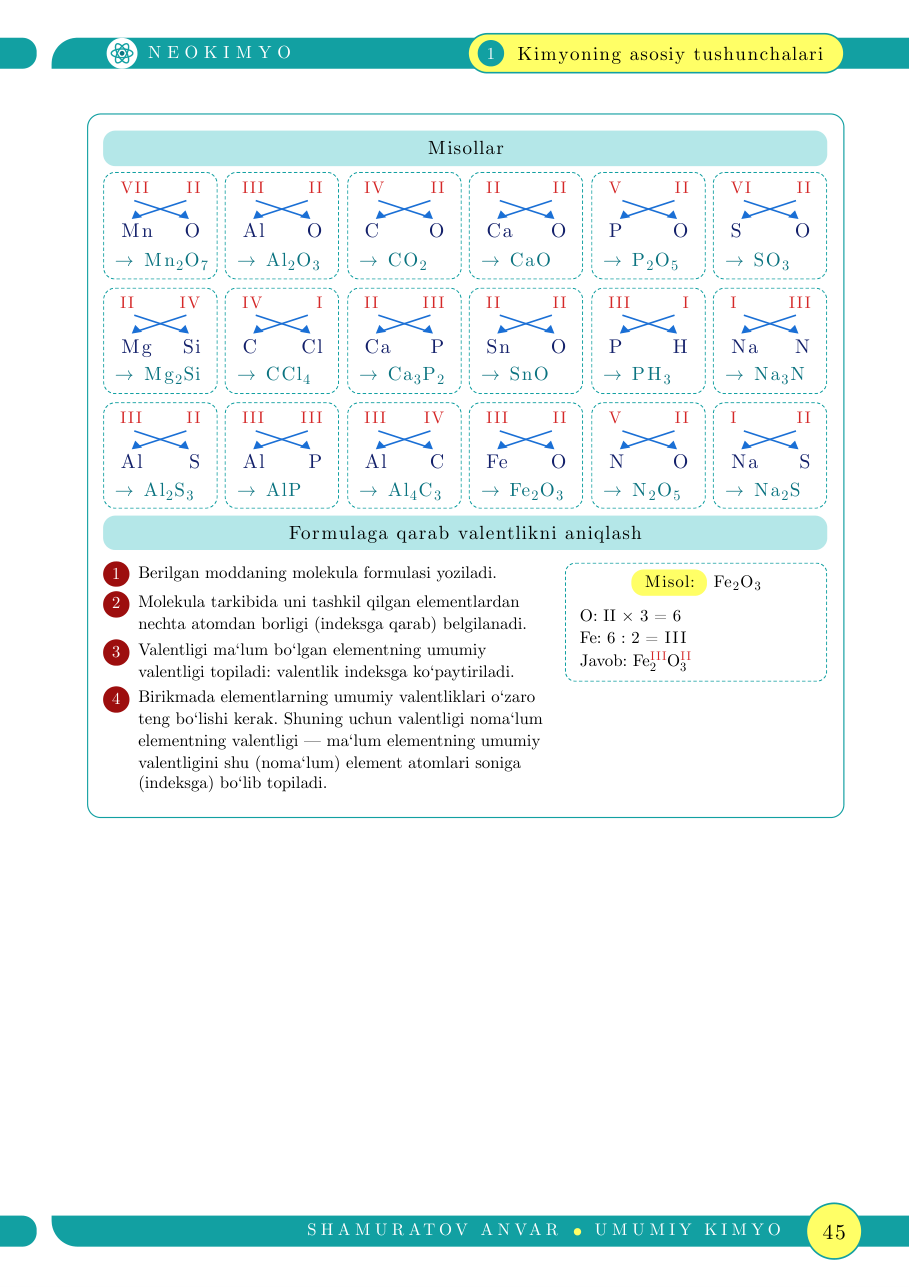 NEOKIMYO
1 Kimyoning asosiy tushunchalari
Misollar
VII II III II IV II II II V II VI II
Mn O Al O C O Ca O P O S O
→ Mn₂O₇ → Al₂O₃ → CO₂ → CaO → P₂O₅ → SO₃
II IV IV I II III II II III I I III
Mg Si C Cl Ca P Sn O P H Na N
→ Mg₂Si → CCl₄ → Ca₃P₂ → SnO → PH₃ → Na₃N
III II III III III IV III II V II I II
Al S Al P Al C Fe O N O Na S
→ Al₂S₃ → AlP → Al₄C₃ → Fe₂O₃ → N₂O₅ → Na₂S
Formulaga qarab valentlikni aniqlash
1 Berilgan moddaning molekula formulasi yoziladi.
2 Molekula tarkibida uni tashkil qilgan elementlardan
nechta atomdan borligi (indeksga qarab) belgilanadi.
3 Valentligi ma‘lum bo‘lgan elementning umumiy
valentligi topiladi: valentlik indeksga ko‘paytiriladi.
4 Birikmada elementlarning umumiy valentliklari o‘zaro
teng bo‘lishi kerak. Shuning uchun valentligi noma‘lum
elementning valentligi — ma‘lum elementning umumiy
valentligini shu (noma‘lum) element atomlari soniga
(indeksga) bo‘lib topiladi.
Misol: Fe₂O₃
O: II × 3 = 6
Fe: 6 : 2 = III
Javob: Fe₂^III O₃^II
SHAMURATOV ANVAR • UMUMIY KIMYO
45